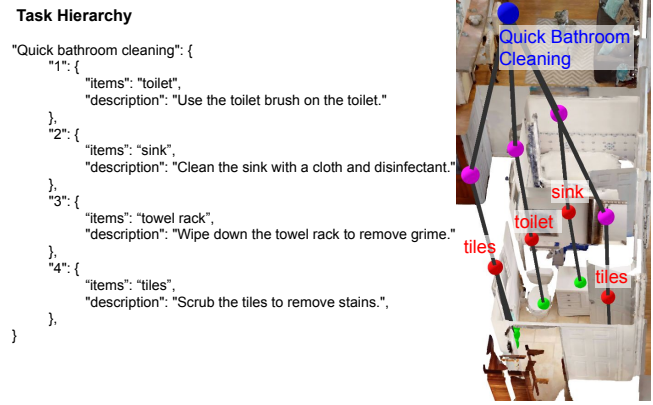 Task Hierarchy
"Quick bathroom cleaning": {
"1": {
"items": "toilet",
"description": "Use the toilet brush on the toilet."
},
"2": {
“items”: “sink”,
"description": "Clean the sink with a cloth and disinfectant."
},
"3": {
“items”: “towel rack”,
"description": "Wipe down the towel rack to remove grime."
},
"4": {
“items”: “tiles”,
"description": "Scrub the tiles to remove stains.",
},
}
Quick Bathroom
Cleaning
sink
toilet
tiles
tiles